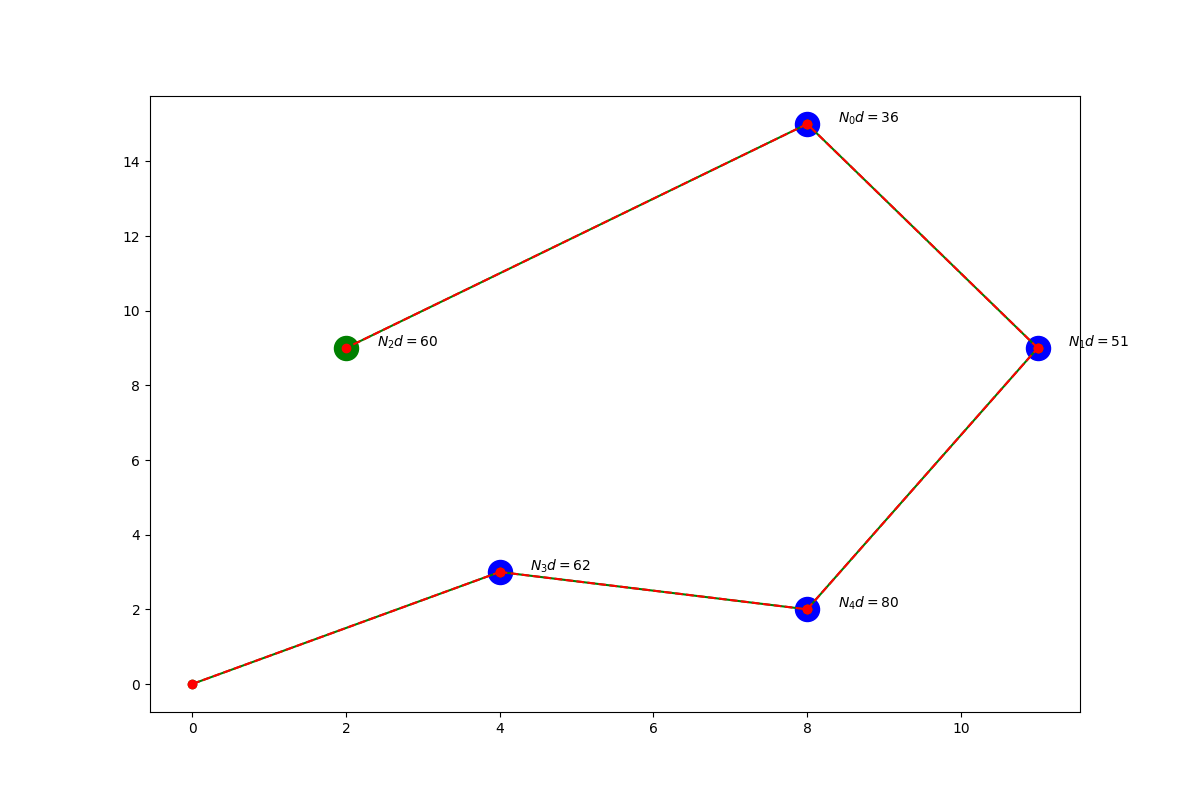 N₀d = 36
14
12
10
N₁d = 51
N₂d = 60
8
6
4
N₃d = 62
N₄d = 80
2
0
0 2 4 6 8 10